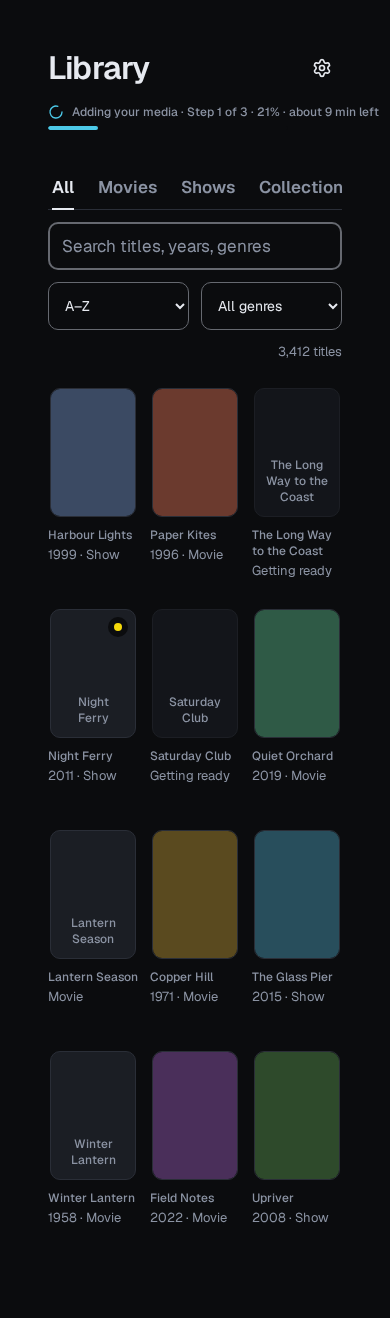 Library
Adding your media · Step 1 of 3 · 21% · about 9 min left
All Movies Shows Collection
Search titles, years, genres
A–Z All genres
3,412 titles
The Long
Way to the
Coast
Harbour Lights
1999 · Show
Paper Kites
1996 · Movie
The Long Way
to the Coast
Getting ready
Night
Ferry
Saturday
Club
Night Ferry
2011 · Show
Saturday Club
Getting ready
Quiet Orchard
2019 · Movie
Lantern
Season
Lantern Season
Movie
Copper Hill
1971 · Movie
The Glass Pier
2015 · Show
Winter
Lantern
Winter Lantern
1958 · Movie
Field Notes
2022 · Movie
Upriver
2008 · Show